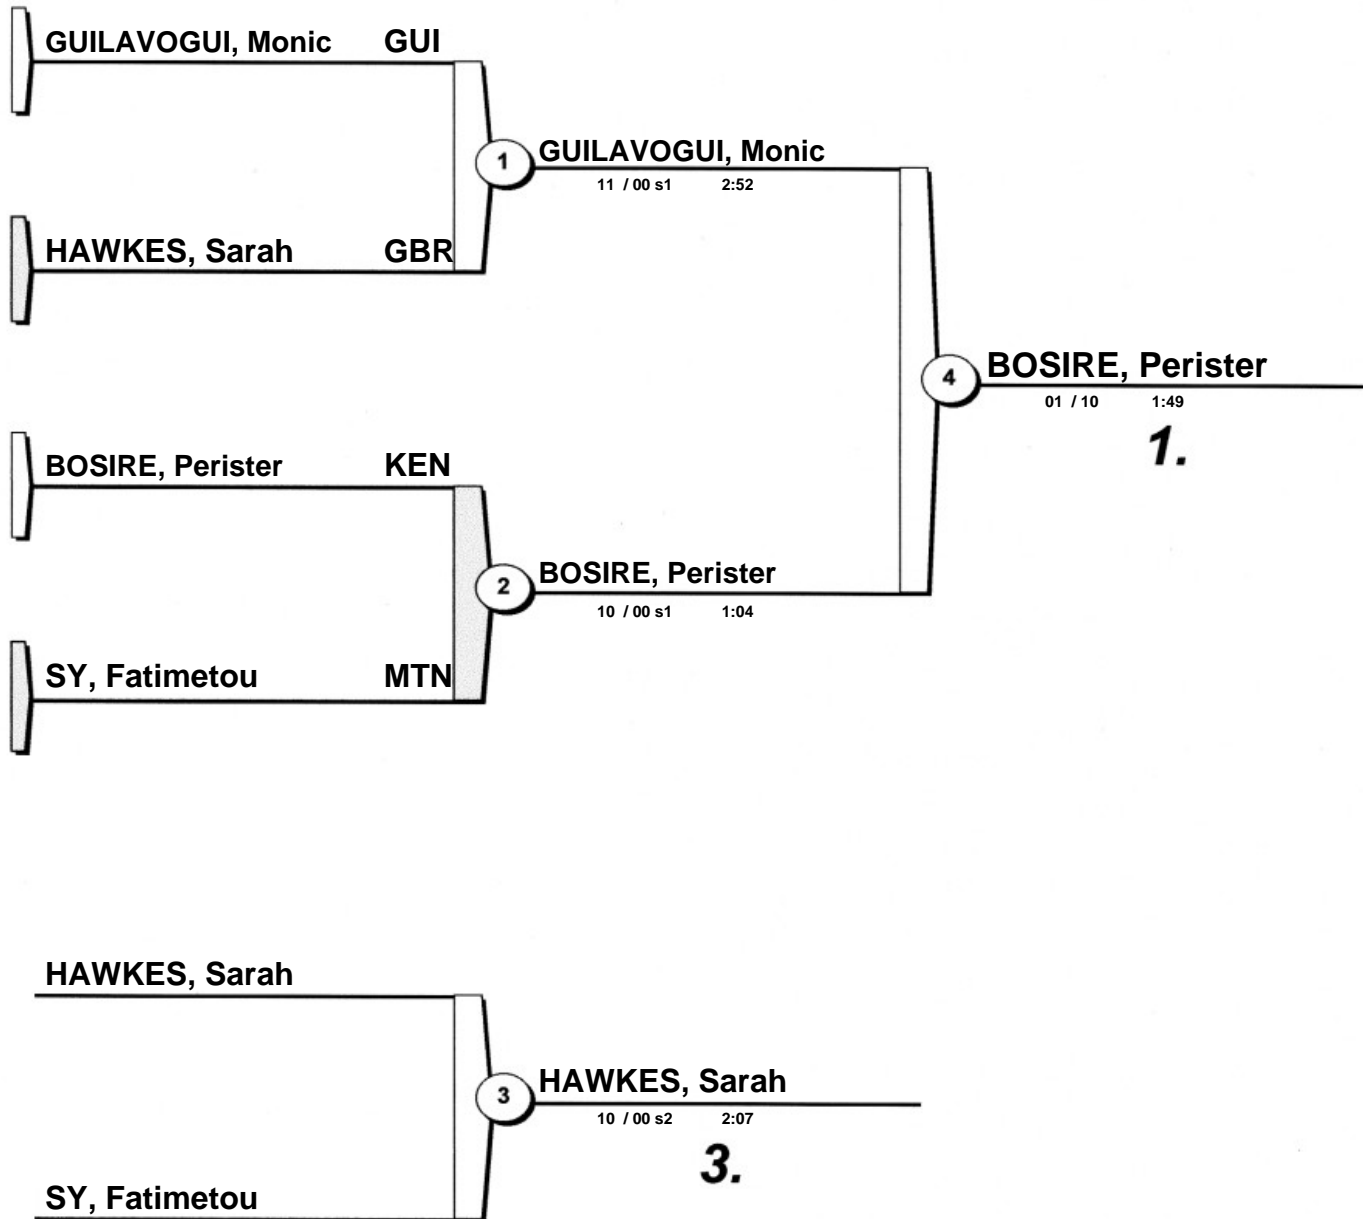 GUILAVOGUI, Monic GUI
1 GUILAVOGUI, Monic
11 / 00 s1 2:52
HAWKES, Sarah GBR
4 BOSIRE, Perister
01 / 10 1:49
1.
BOSIRE, Perister KEN
2 BOSIRE, Perister
10 / 00 s1 1:04
SY, Fatimetou MTN
HAWKES, Sarah
3 HAWKES, Sarah
10 / 00 s2 2:07
3.
SY, Fatimetou